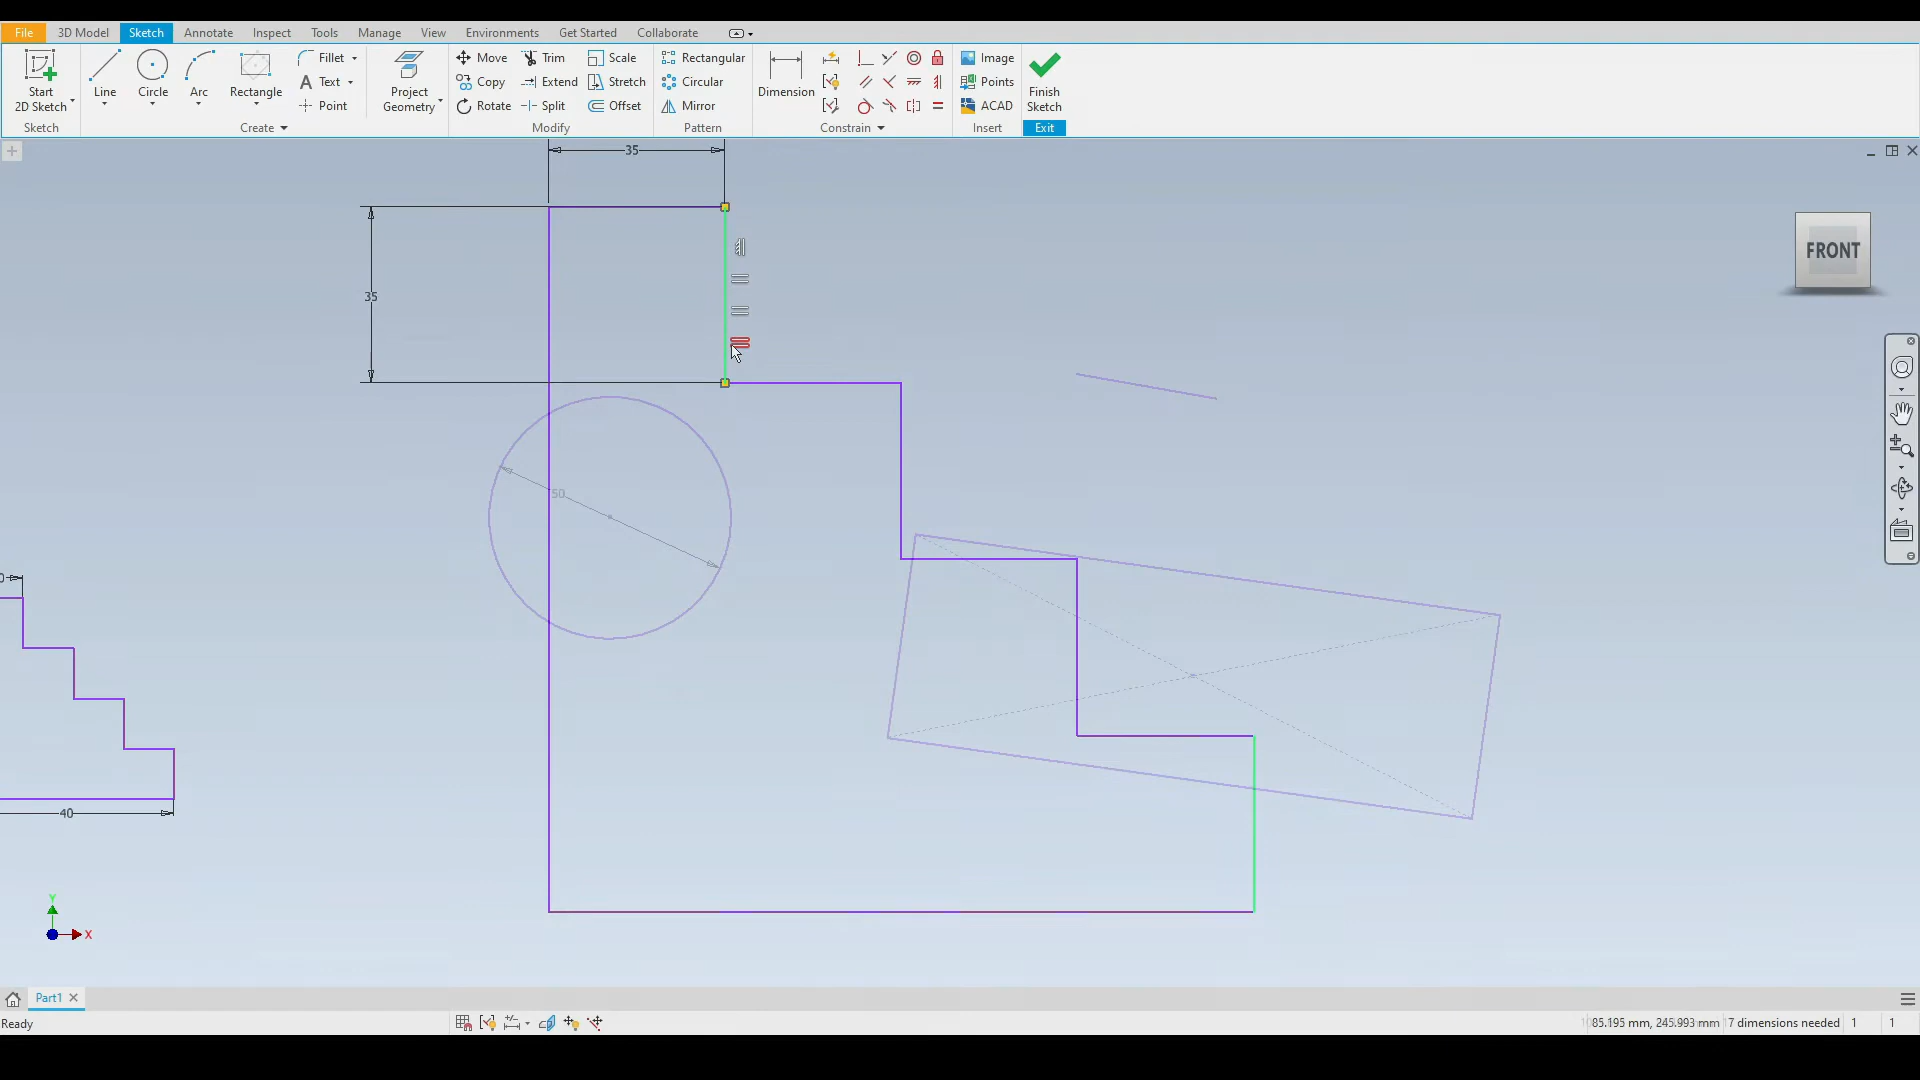 File 3D Model Sketch Annotate Inspect Tools Manage View Environments Get Started Collaborate
Start
2D Sketch
Line
Circle
Arc
Rectangle
Fillet
Text
Point
Project
Geometry
Move
Copy
Rotate
Trim
Extend
Split
Scale
Stretch
Offset
Rectangular
Circular
Mirror
Dimension
Image
Points
ACAD
Finish
Sketch
Sketch Create Modify Pattern Constrain Insert Exit
35
FRONT
35
50
0
40
Y
X
Part1
Ready
85.195 mm, 245.993 mm 7 dimensions needed 1 1